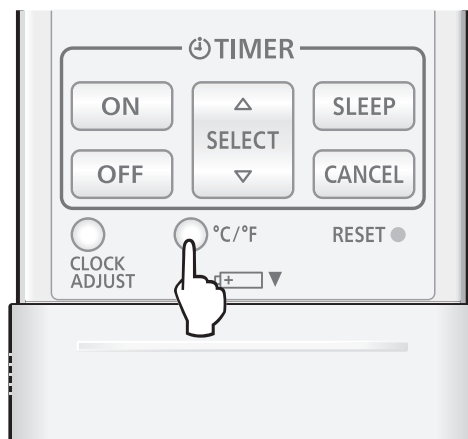 TIMER
ON
SELECT
SLEEP
OFF
CANCEL
CLOCK
ADJUST
°C/°F
RESET
+